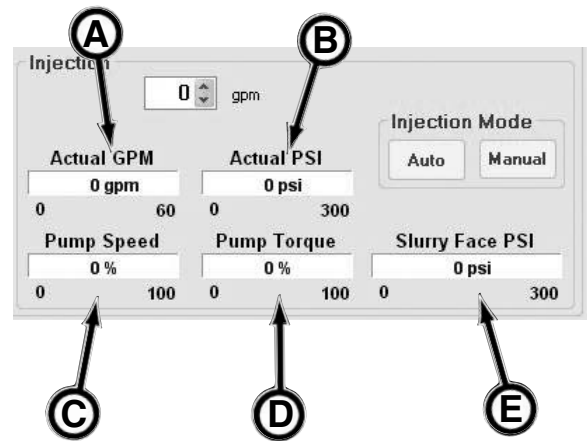 A
B
Injection
0 gpm
Injection Mode
Auto Manual
Actual GPM Actual PSI
0 gpm 0 psi
0 60 0 300
Pump Speed Pump Torque Slurry Face PSI
0 % 0 % 0 psi
0 100 0 100 0 300
C D E